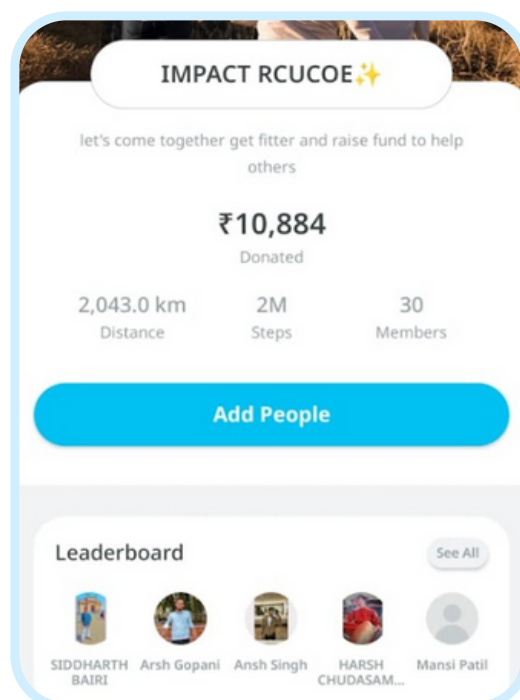 IMPACT RCUCOE✨
let's come together get fitter and raise fund to help
others
₹10,884
Donated
2,043.0 km 2M 30
Distance Steps Members
Add People
Leaderboard See All
SIDDHARTH Arsh Gopani Ansh Singh HARSH Mansi Patil
BAIRI CHUDASAM...